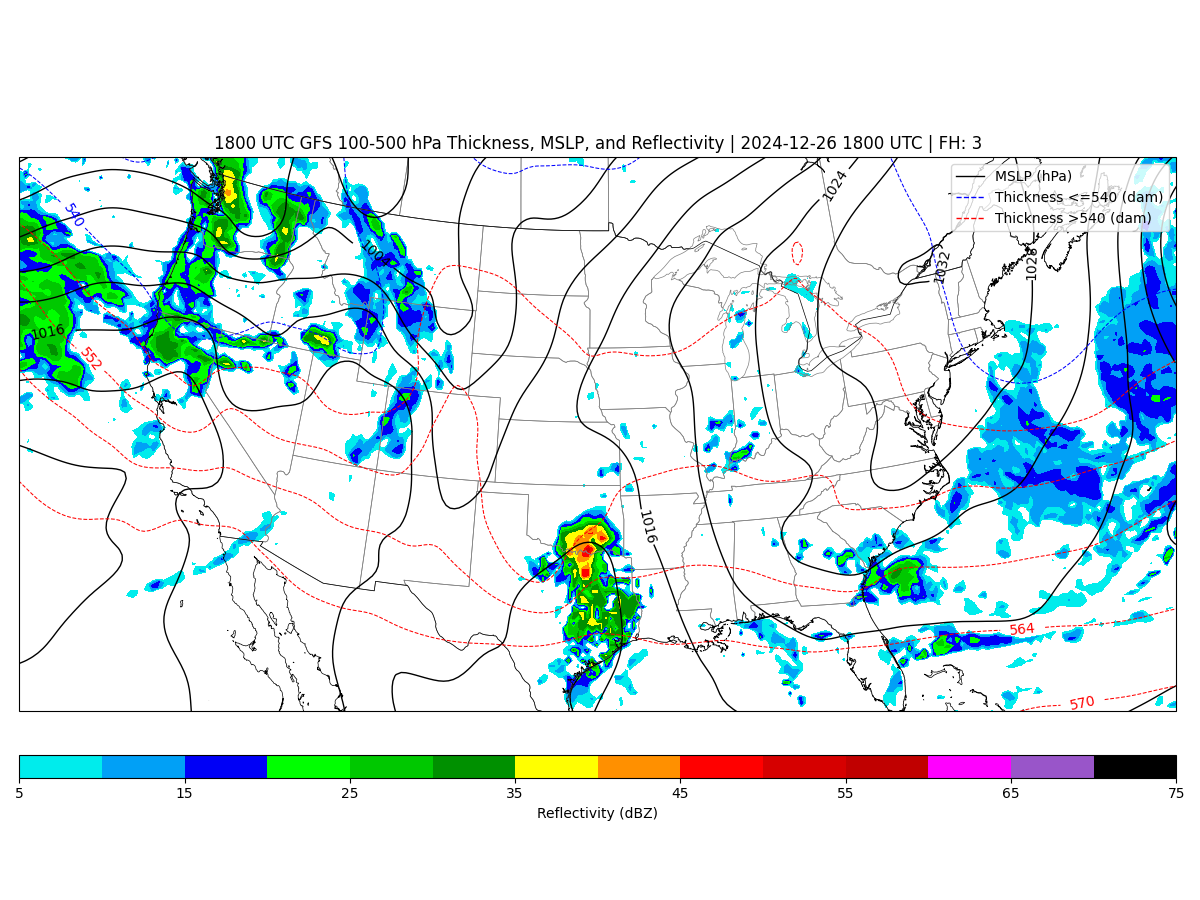 1800 UTC GFS 100-500 hPa Thickness, MSLP, and Reflectivity | 2024-12-26 1800 UTC | FH: 3
MSLP (hPa)
Thickness <=540 (dam)
Thickness >540 (dam)
1024
540
1032
1028
1016
552
1016
564
570
5 15 25 35 45 55 65 75
Reflectivity (dBZ)